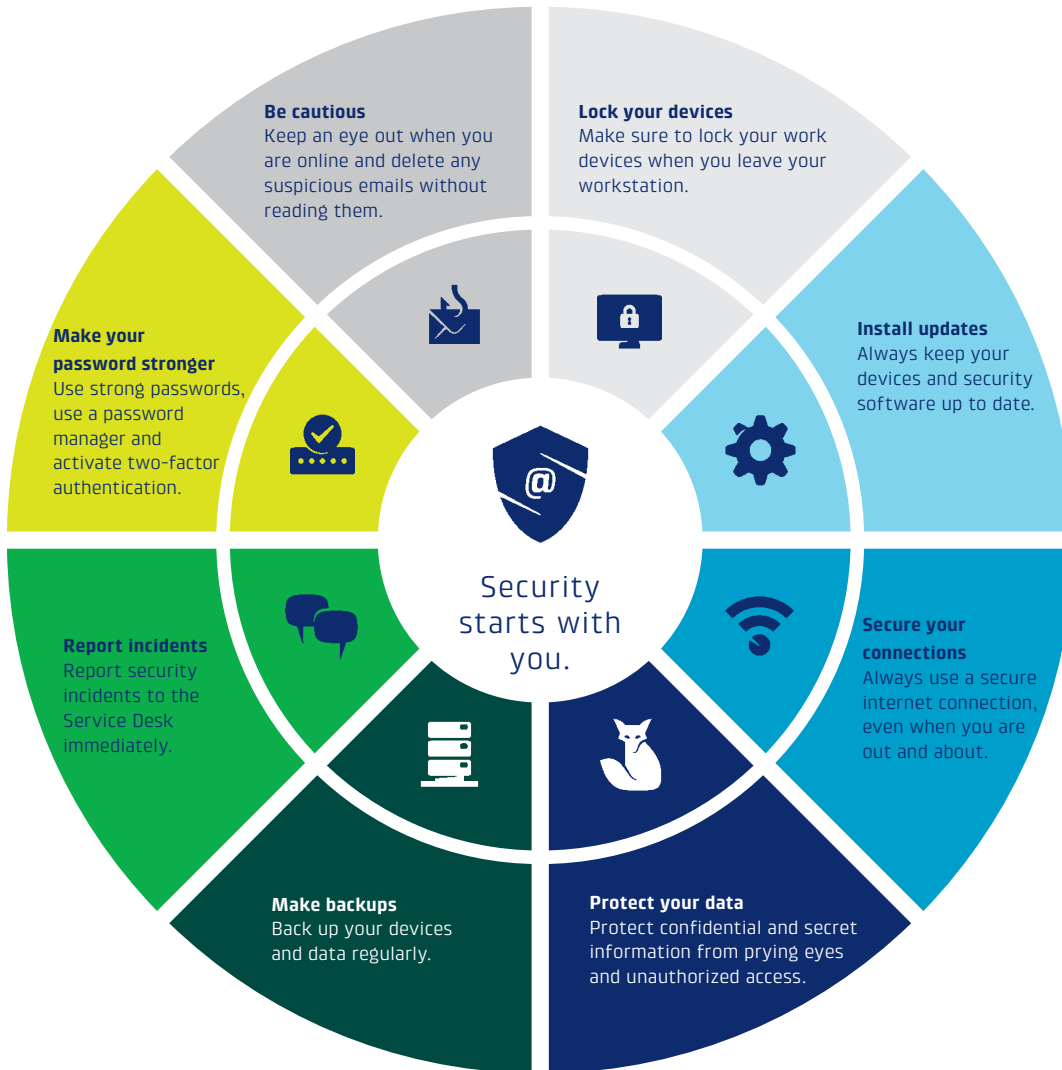 Be cautious
Keep an eye out when you
are online and delete any
suspicious emails without
reading them.
Lock your devices
Make sure to lock your work
devices when you leave your
workstation.
Install updates
Always keep your
devices and security
software up to date.
Secure your
connections
Always use a secure
internet connection,
even when you are
out and about.
Protect your data
Protect confidential and secret
information from prying eyes
and unauthorized access.
Make backups
Back up your devices
and data regularly.
Report incidents
Report security
incidents to the
Service Desk
immediately.
Make your
password stronger
Use strong passwords,
use a password
manager and
activate two-factor
authentication.
@
Security
starts with
you.